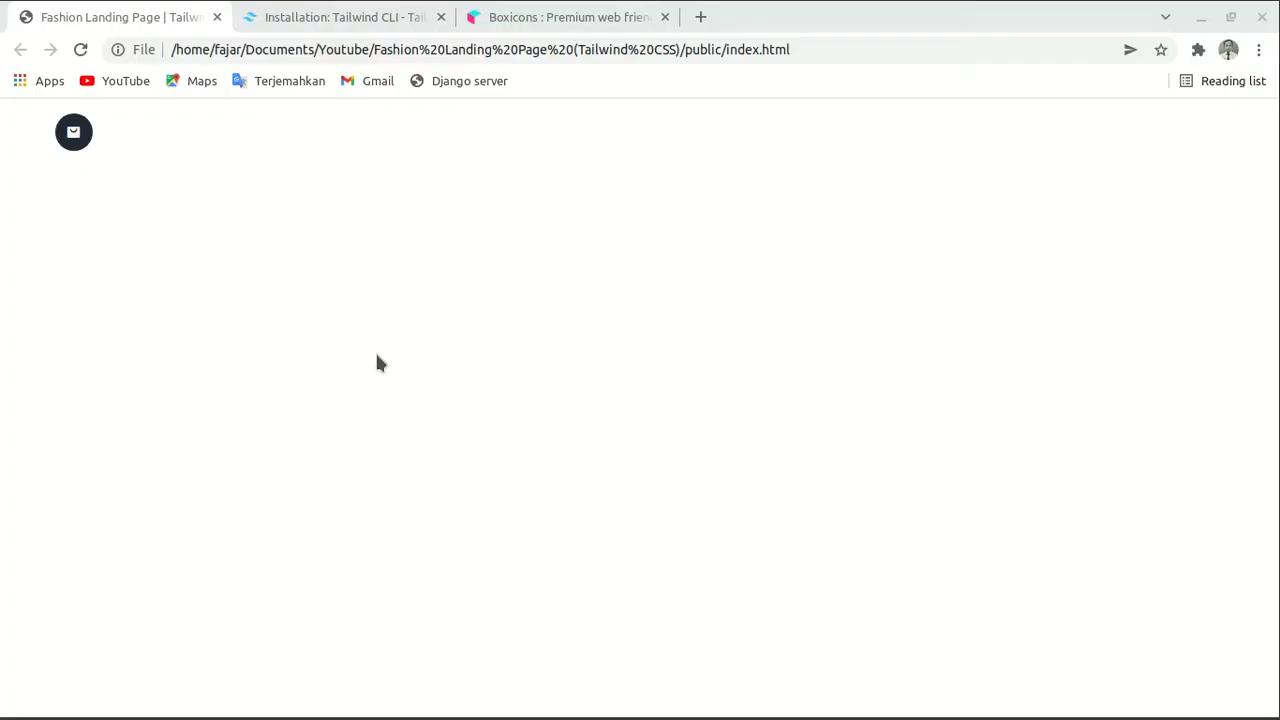 Fashion Landing Page | Tailw
Installation: Tailwind CLI - Tail
Boxicons : Premium web frien
File
/home/fajar/Documents/Youtube/Fashion%20Landing%20Page%20(Tailwind%20CSS)/public/index.html
Apps
YouTube
Maps
Terjemahkan
Gmail
Django server
Reading list